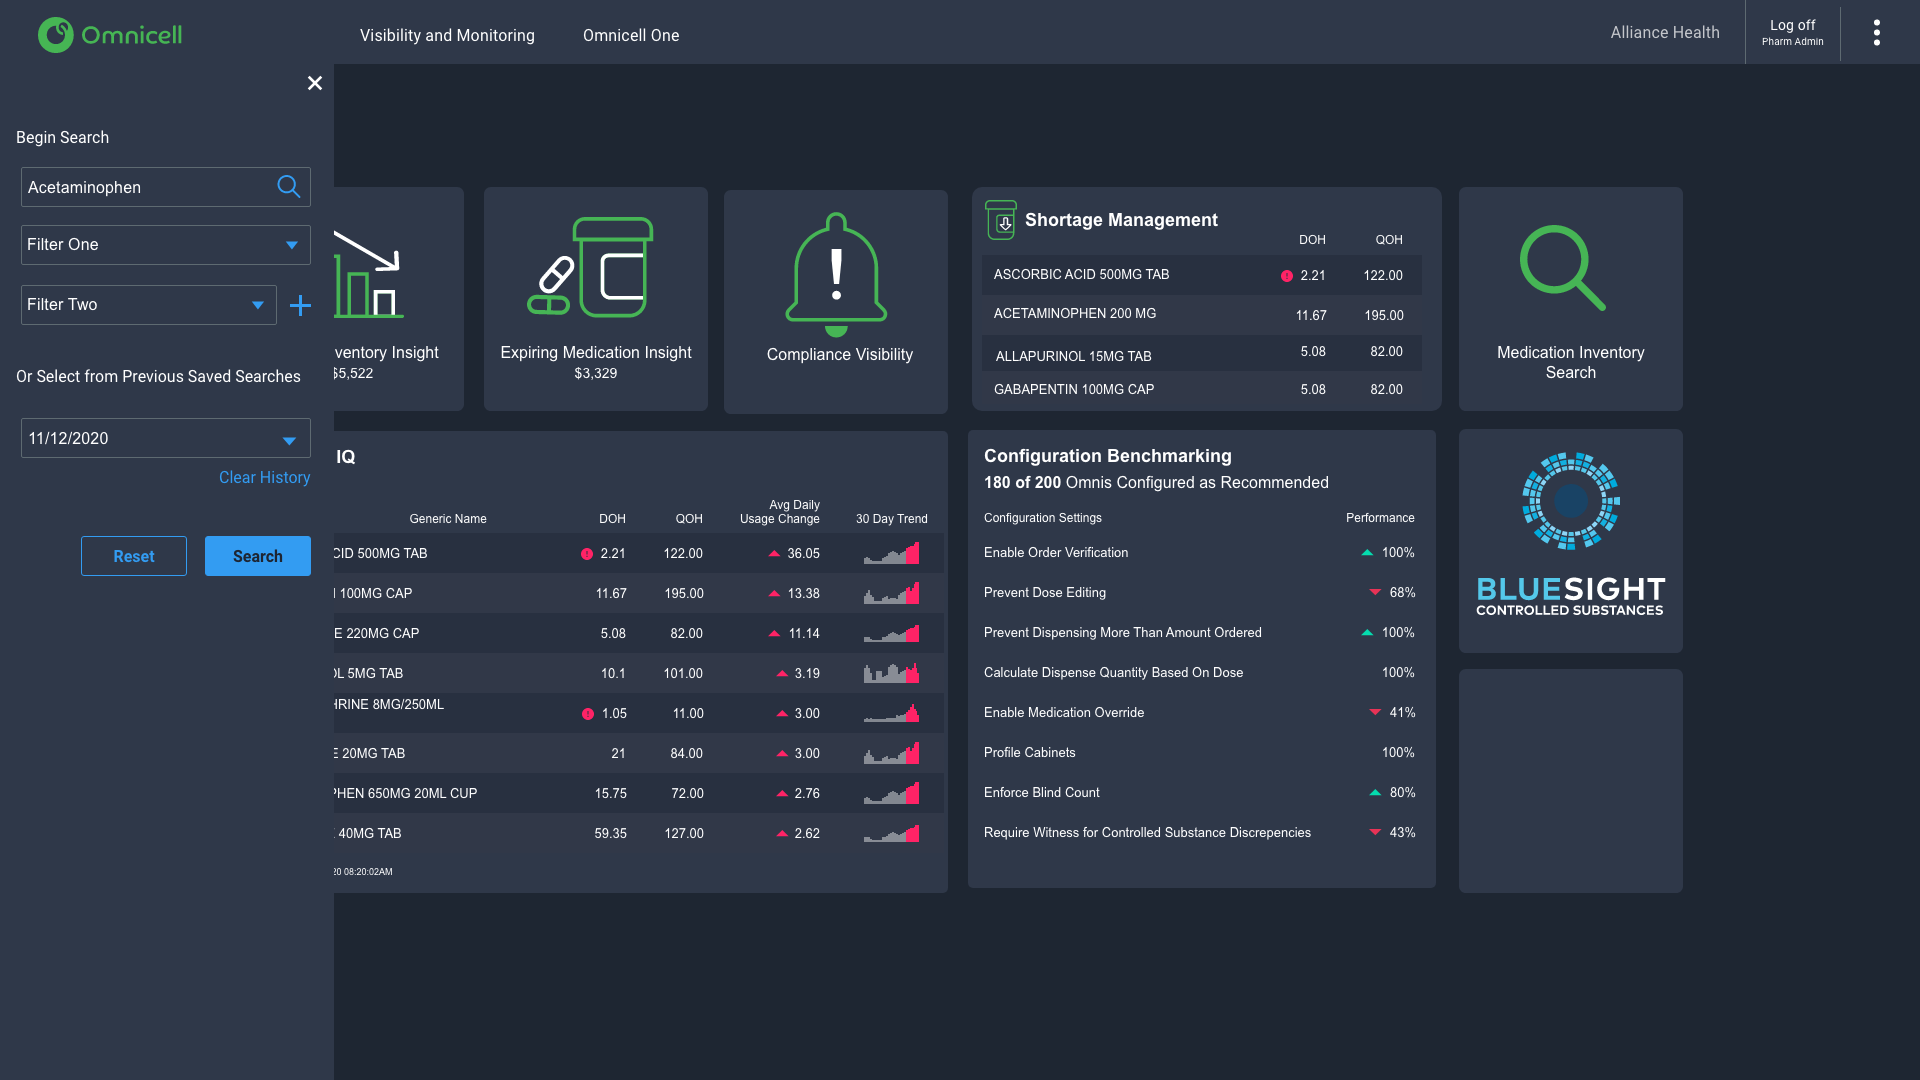 Omnicell
Visibility and Monitoring
Omnicell One
Alliance Health
Log off
Pharm Admin
Begin Search
Acetaminophen
Filter One
Filter Two
Or Select from Previous Saved Searches
11/12/2020
Clear History
Reset
Search
ventory Insight
$5,522
Expiring Medication Insight
$3,329
Compliance Visibility
Shortage Management
DOH QOH
ASCORBIC ACID 500MG TAB 2.21 122.00
ACETAMINOPHEN 200 MG 11.67 195.00
ALLAPURINOL 15MG TAB 5.08 82.00
GABAPENTIN 100MG CAP 5.08 82.00
Medication Inventory
Search
IQ
Avg Daily
Generic Name DOH QOH Usage Change 30 Day Trend
CID 500MG TAB 2.21 122.00 36.05
100MG CAP 11.67 195.00 13.38
E 220MG CAP 5.08 82.00 11.14
OL 5MG TAB 10.1 101.00 3.19
HRINE 8MG/250ML 1.05 11.00 3.00
E 20MG TAB 21 84.00 3.00
PHEN 650MG 20ML CUP 15.75 72.00 2.76
40MG TAB 59.35 127.00 2.62
20 08:20:02AM
Configuration Benchmarking
180 of 200 Omnis Configured as Recommended
Configuration Settings Performance
Enable Order Verification 100%
Prevent Dose Editing 68%
Prevent Dispensing More Than Amount Ordered 100%
Calculate Dispense Quantity Based On Dose 100%
Enable Medication Override 41%
Profile Cabinets 100%
Enforce Blind Count 80%
Require Witness for Controlled Substance Discrepencies 43%
BLUESIGHT
CONTROLLED SUBSTANCES